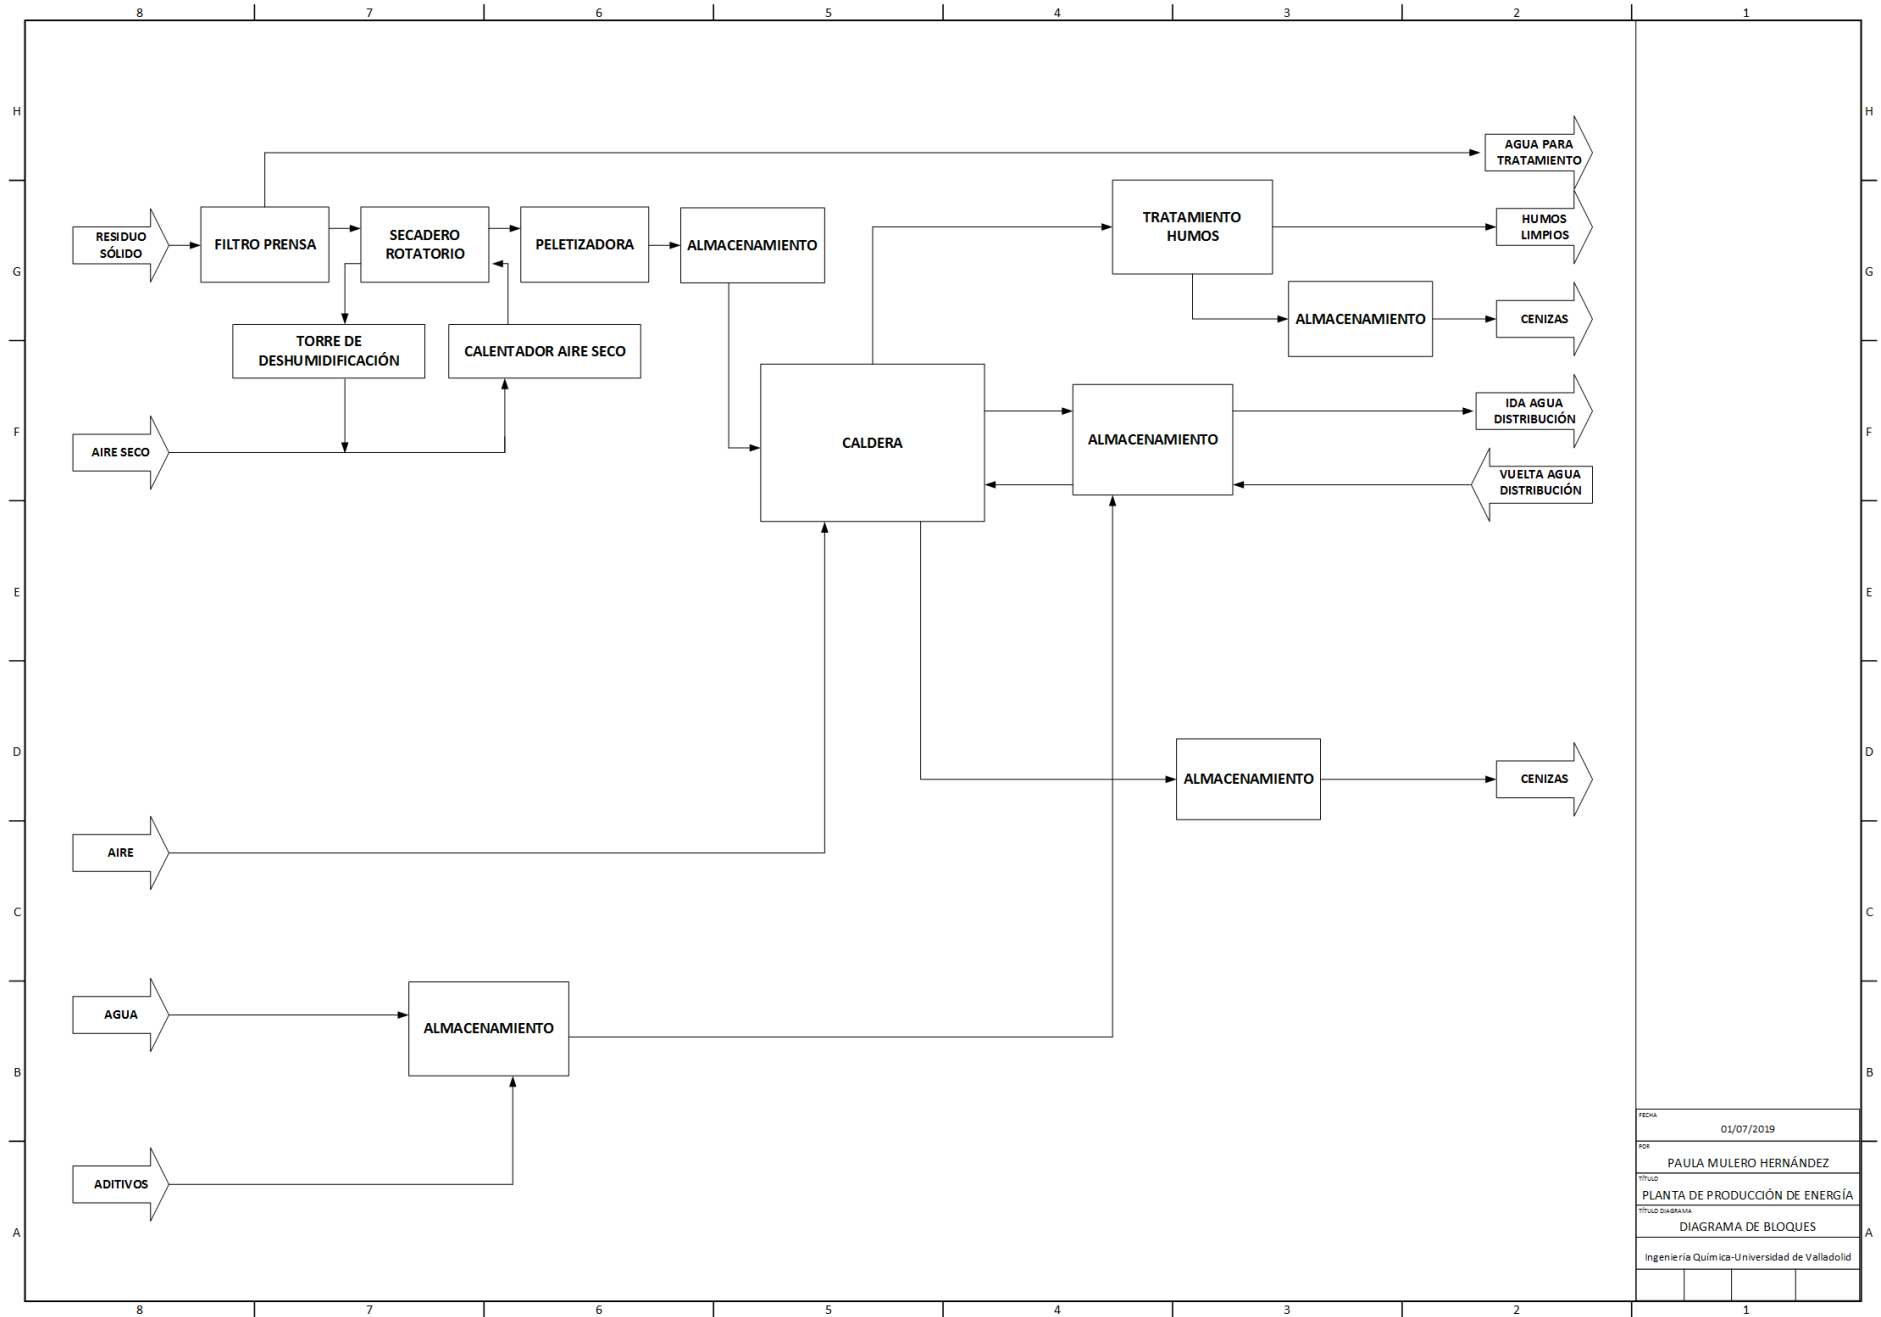 8 7 6 5 4 3 2 1
H H
AGUA PARA
TRATAMIENTO
RESIDUO
SÓLIDO
FILTRO PRENSA
SECADERO
ROTATORIO
PELETIZADORA
ALMACENAMIENTO
TRATAMIENTO
HUMOS
HUMOS
LIMPIOS
G G
ALMACENAMIENTO
CENIZAS
TORRE DE
DESHUMIDIFICACIÓN
CALENTADOR AIRE SECO
AIRE SECO
F F
CALDERA
ALMACENAMIENTO
IDA AGUA
DISTRIBUCIÓN
VUELTA AGUA
DISTRIBUCIÓN
E E
D D
ALMACENAMIENTO
CENIZAS
AIRE
C C
AGUA
ALMACENAMIENTO
B B
ADITIVOS
A A
FECHA
01/07/2019
POR
PAULA MULERO HERNÁNDEZ
TÍTULO
PLANTA DE PRODUCCIÓN DE ENERGÍA
TÍTULO DIAGRAMA
DIAGRAMA DE BLOQUES
Ingeniería Química-Universidad de Valladolid
8 7 6 5 4 3 2 1